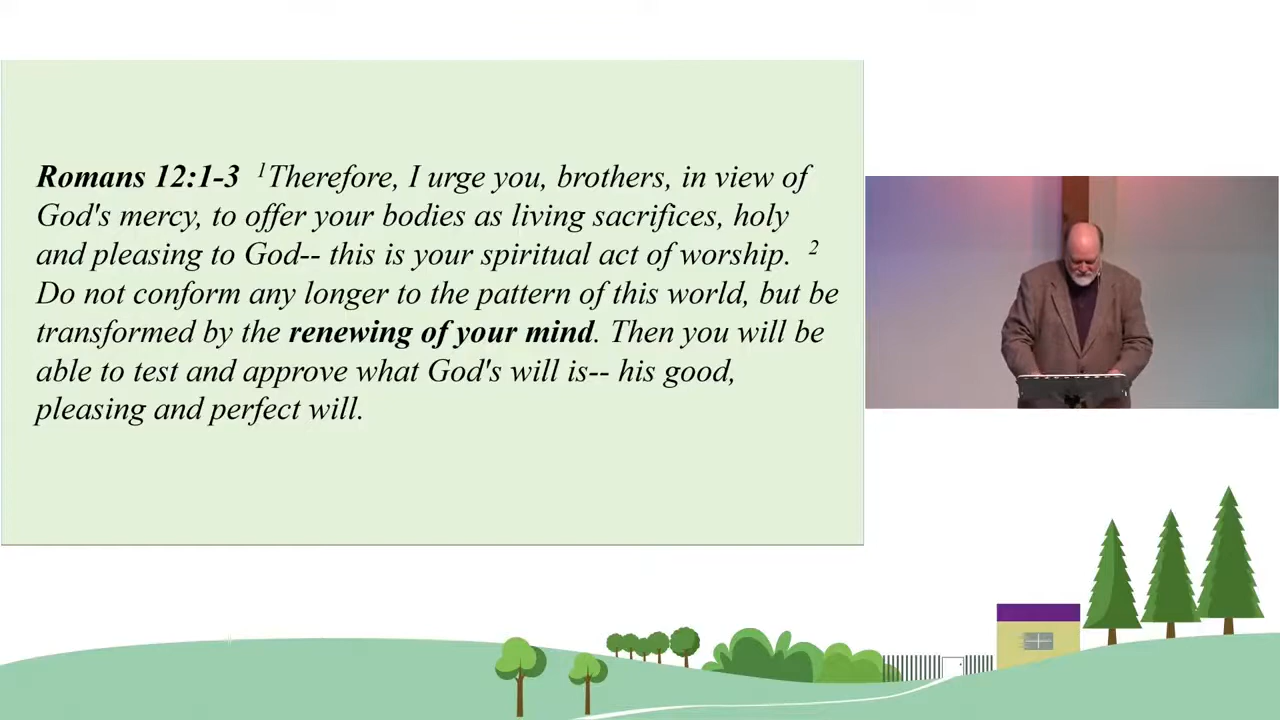 Romans 12:1-3 1Therefore, I urge you, brothers, in view of
God's mercy, to offer your bodies as living sacrifices, holy
and pleasing to God-- this is your spiritual act of worship. 2
Do not conform any longer to the pattern of this world, but be
transformed by the renewing of your mind. Then you will be
able to test and approve what God's will is-- his good,
pleasing and perfect will.